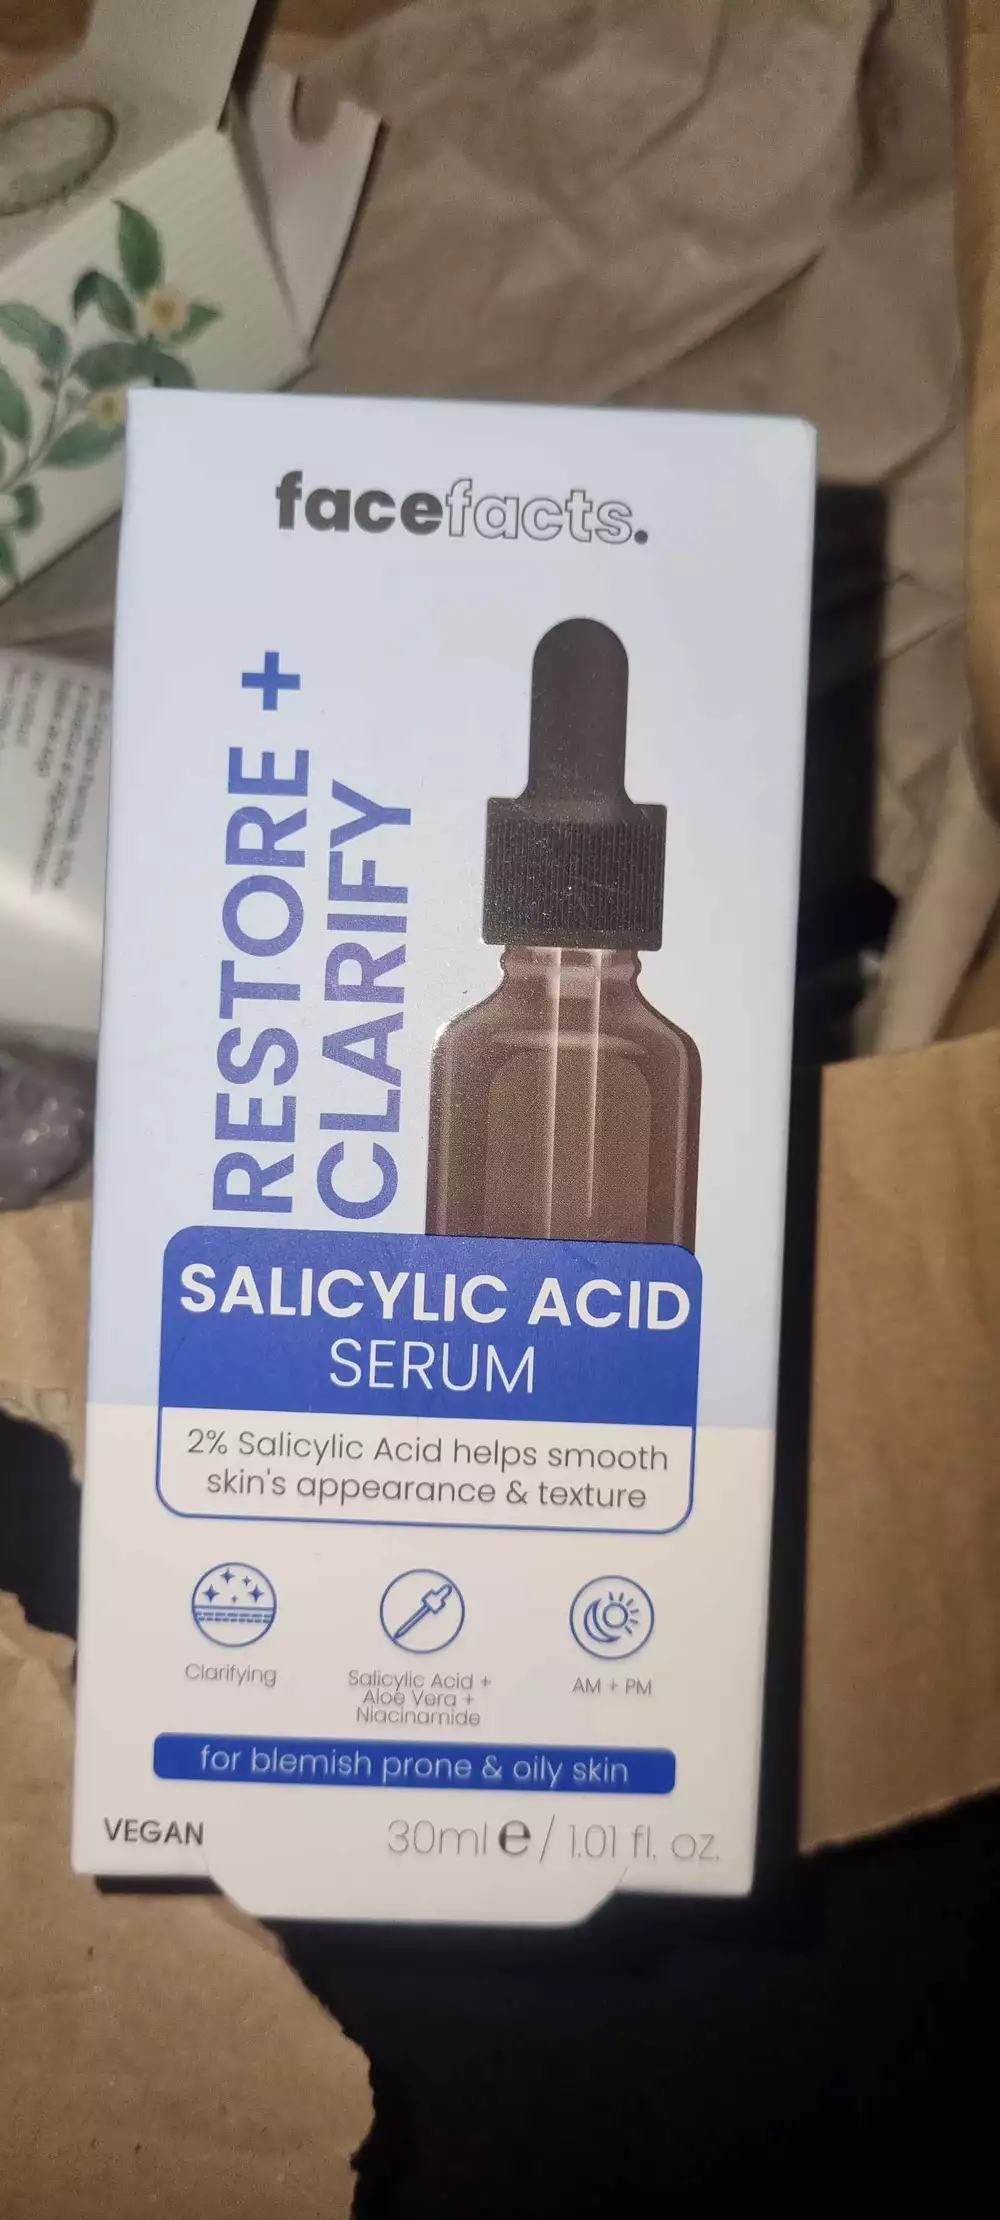 facefacts.
RESTORE +
CLARIFY
SALICYLIC ACID
SERUM
2% Salicylic Acid helps smooth
skin's appearance & texture
Clarifying
Salicylic Acid +
Aloe Vera +
Niacinamide
AM + PM
for blemish prone & oily skin
VEGAN
30ml e / 1.01 fl. oz.